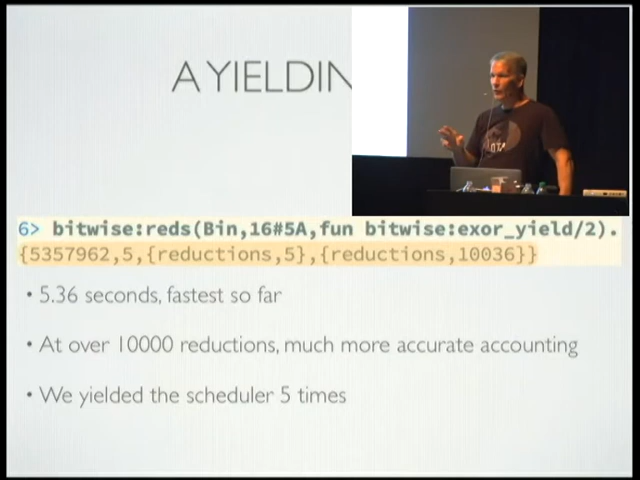 A YIELDIN
6> bitwise:reds(Bin,16#5A,fun bitwise:exor_yield/2).
{5357962,5,{reductions,5},{reductions,10036}}
• 5.36 seconds, fastest so far
• At over 10000 reductions, much more accurate accounting
• We yielded the scheduler 5 times